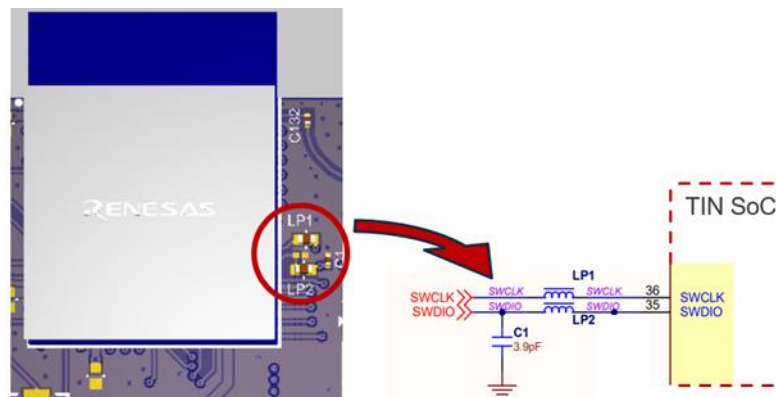 C132
RENESAS
LP1
C1
LP2
TIN SoC
LP1
SWCLK SWCLK SWCLK 36 SWCLK
SWDIO SWDIO SWDIO 35 SWDIO
LP2
C1
3.9pF